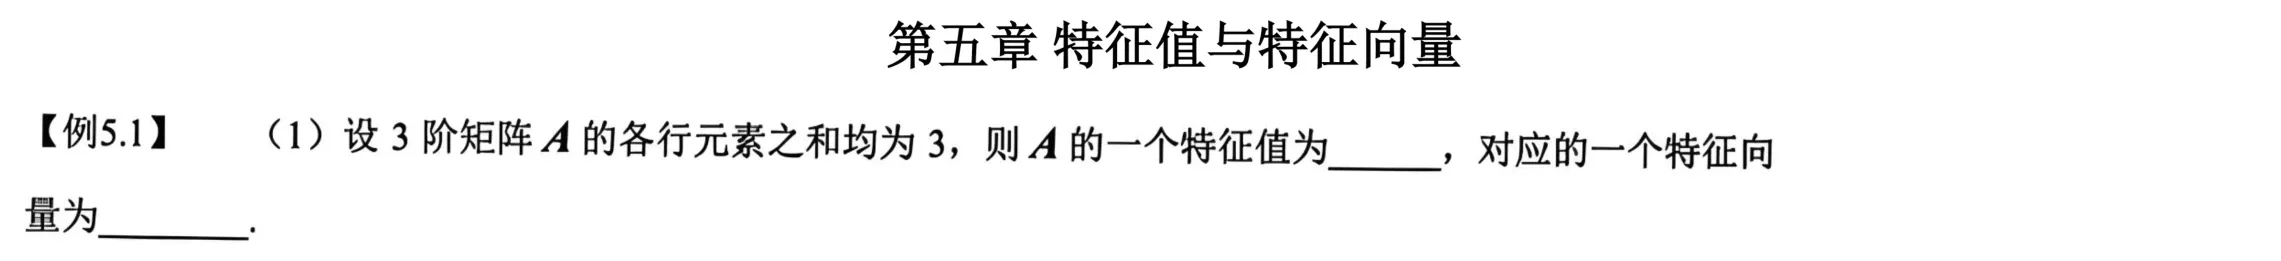 第五章 特征值与特征向量
【例5.1】 （1）设 3 阶矩阵 A 的各行元素之和均为 3，则 A 的一个特征值为______，对应的一个特征向
量为________.